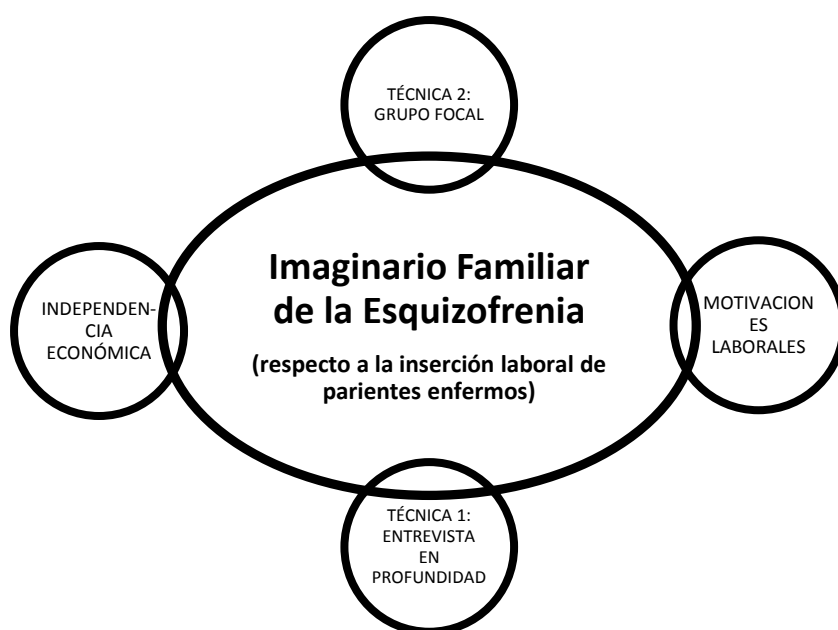 TÉCNICA 2:
GRUPO FOCAL
Imaginario Familiar
de la Esquizofrenia
(respecto a la inserción laboral de
parientes enfermos)
INDEPENDEN-
CIA
ECONÓMICA
MOTIVACION
ES
LABORALES
TÉCNICA 1:
ENTREVISTA
EN
PROFUNDIDAD